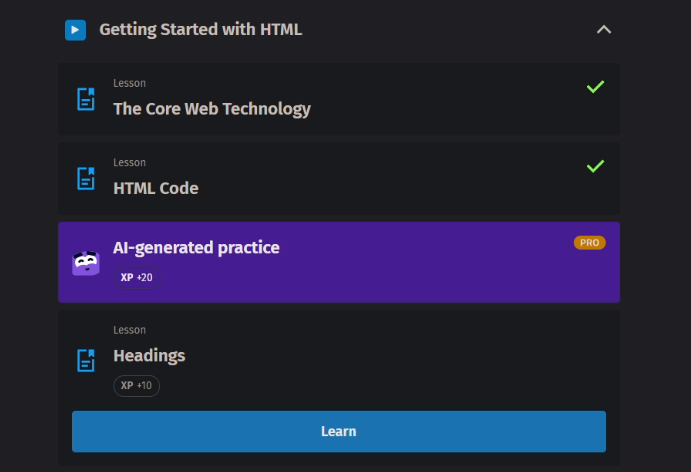 Getting Started with HTML
Lesson
The Core Web Technology
Lesson
HTML Code
AI-generated practice
PRO
XP +20
Lesson
Headings
XP +10
Learn